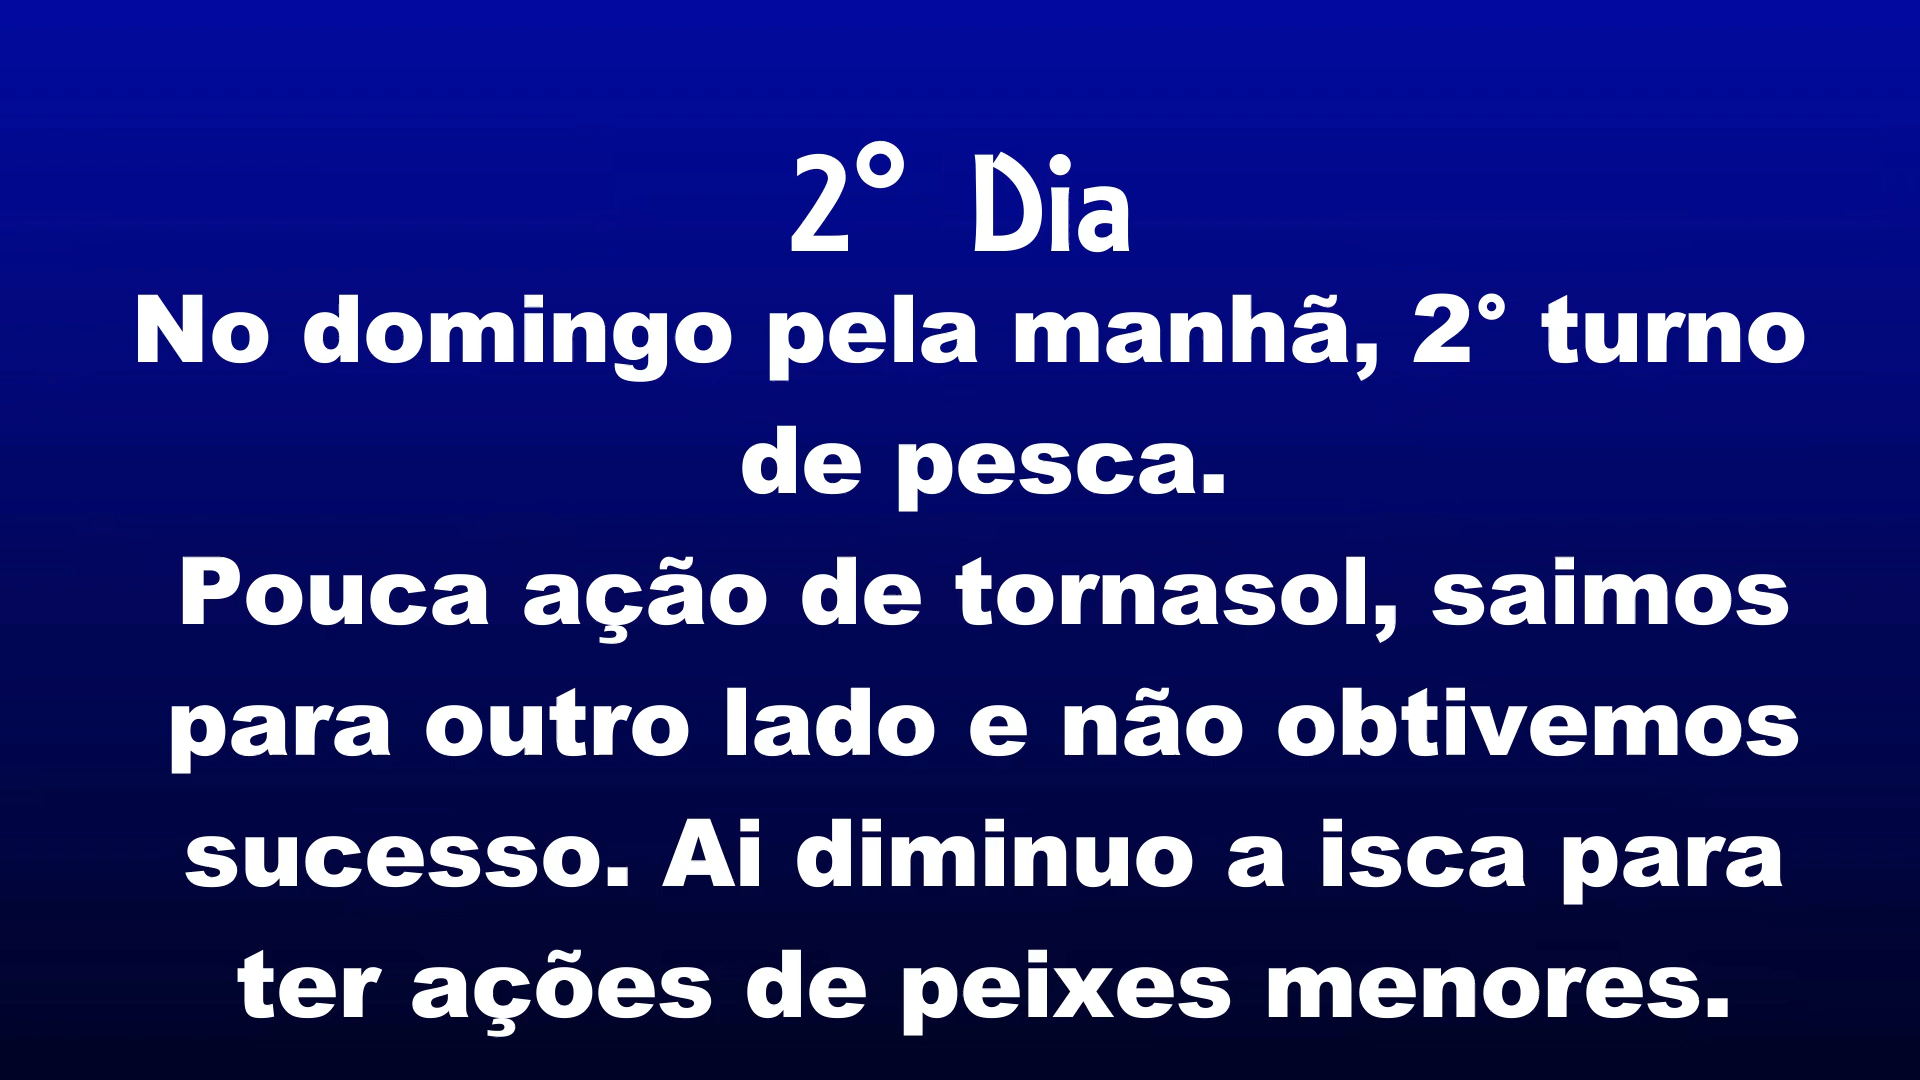 2° Dia
No domingo pela manhã, 2° turno
de pesca.
Pouca ação de tornasol, saimos
para outro lado e não obtivemos
sucesso. Ai diminuo a isca para
ter ações de peixes menores.